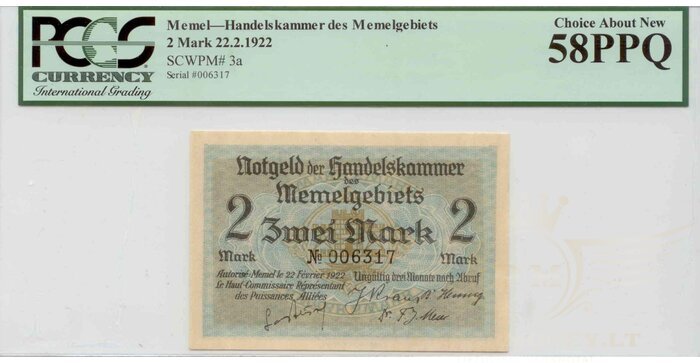 PCGS
CURRENCY
International Grading
Memel—Handelskammer des Memelgebiets
2 Mark 22.2.1922
SCWPM# 3a
Serial #006317
Choice About New
58PPQ
Notgeld der Handelskammer
des
Memelgebiets
2 Zwei Mark 2
Mark № 006317 Mark
Autorisé-Memel le 22 Février 1922 Ungültig drei Monate nach Abruf
Le Haut-Commissaire Représentant
des Puissances Alliées